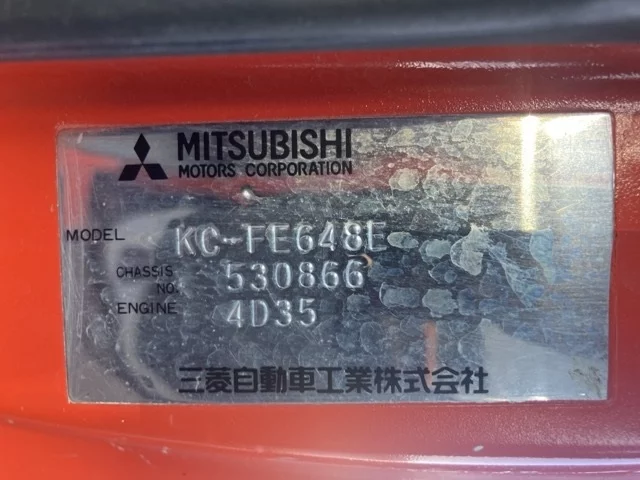 MITSUBISHI
MOTORS CORPORATION
MODEL KC-FE648E
CHASSIS NO. 530866
ENGINE 4D35
三菱自動車工業株式会社